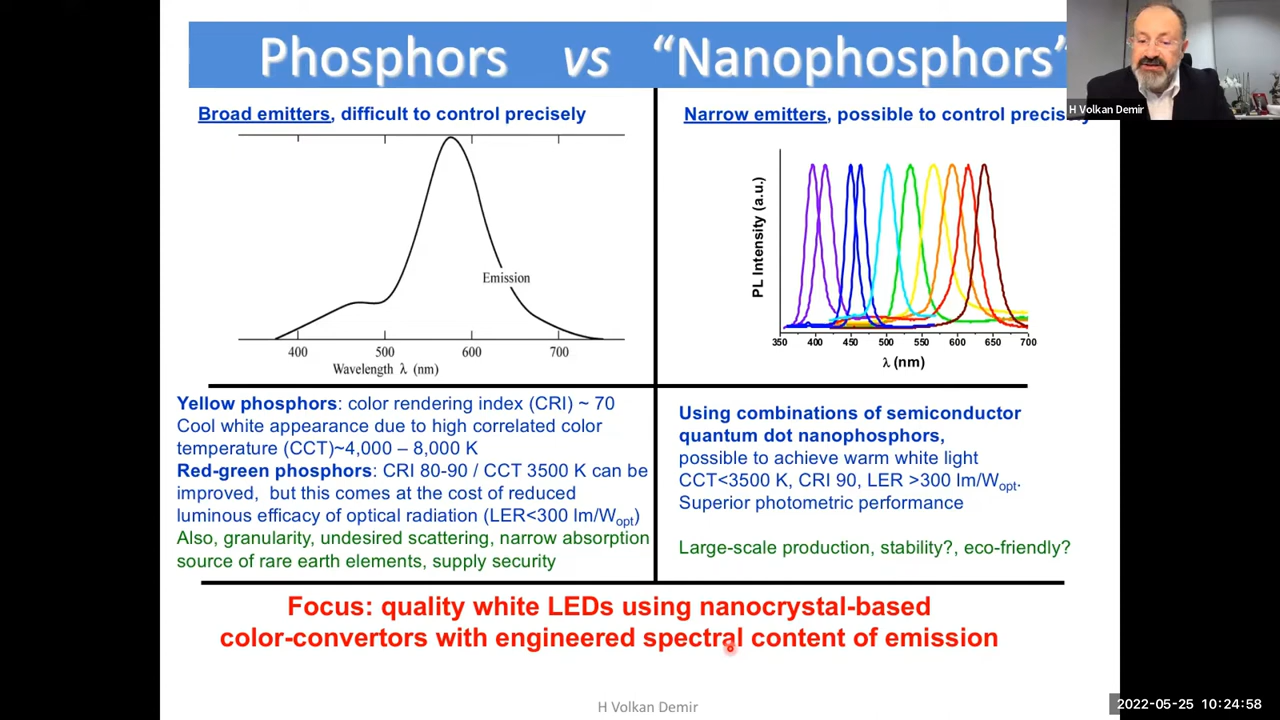 Phosphors vs “Nanophosphors”
H Volkan Demir
Broad emitters, difficult to control precisely
Emission
400 500 600 700
Wavelength λ (nm)
Narrow emitters, possible to control precisely
PL Intensity (a.u.)
350 400 450 500 550 600 650 700
λ (nm)
Yellow phosphors: color rendering index (CRI) ~ 70
Cool white appearance due to high correlated color
temperature (CCT)~4,000 – 8,000 K
Red-green phosphors: CRI 80-90 / CCT 3500 K can be
improved, but this comes at the cost of reduced
luminous efficacy of optical radiation (LER<300 lm/Wopt)
Also, granularity, undesired scattering, narrow absorption
source of rare earth elements, supply security
Using combinations of semiconductor
quantum dot nanophosphors,
possible to achieve warm white light
CCT<3500 K, CRI 90, LER >300 lm/Wopt.
Superior photometric performance
Large-scale production, stability?, eco-friendly?
Focus: quality white LEDs using nanocrystal-based
color-convertors with engineered spectral content of emission
H Volkan Demir
2022-05-25 10:24:58